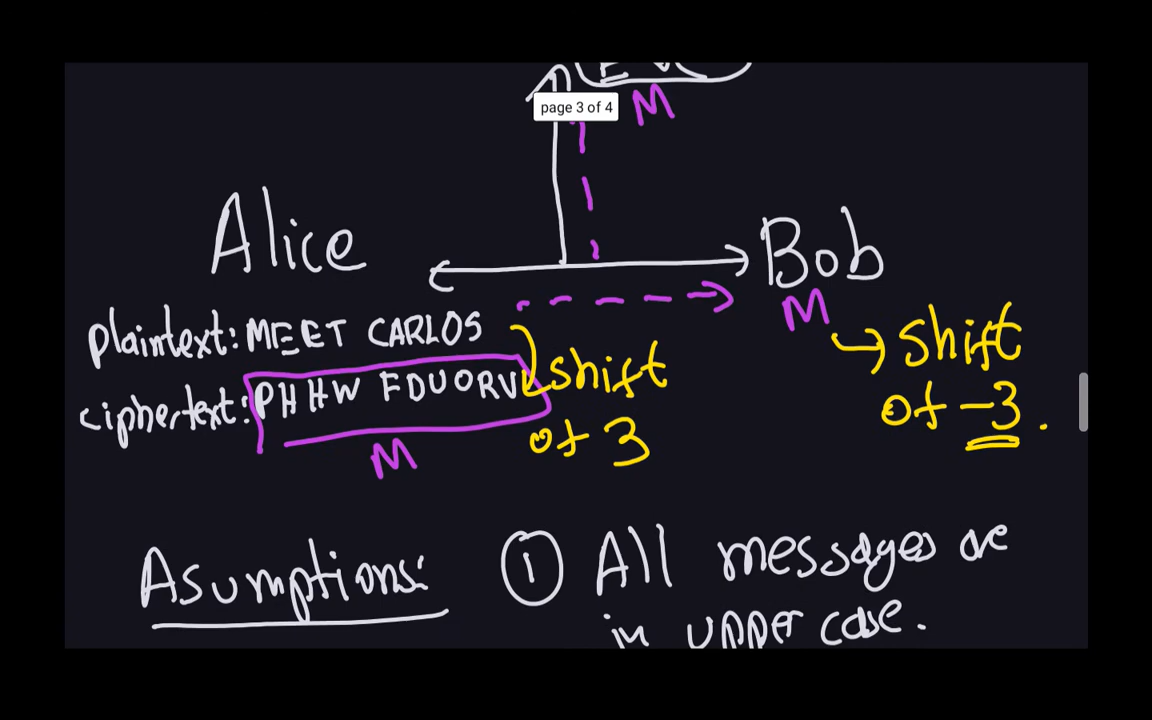 page 3 of 4
M
Alice
Bob
M
plaintext: MEET CARLOS
ciphertext: PHHW FDUORV
M
shift
of 3
shift
of -3.
Asumptions:
① All messages are
in upper case.